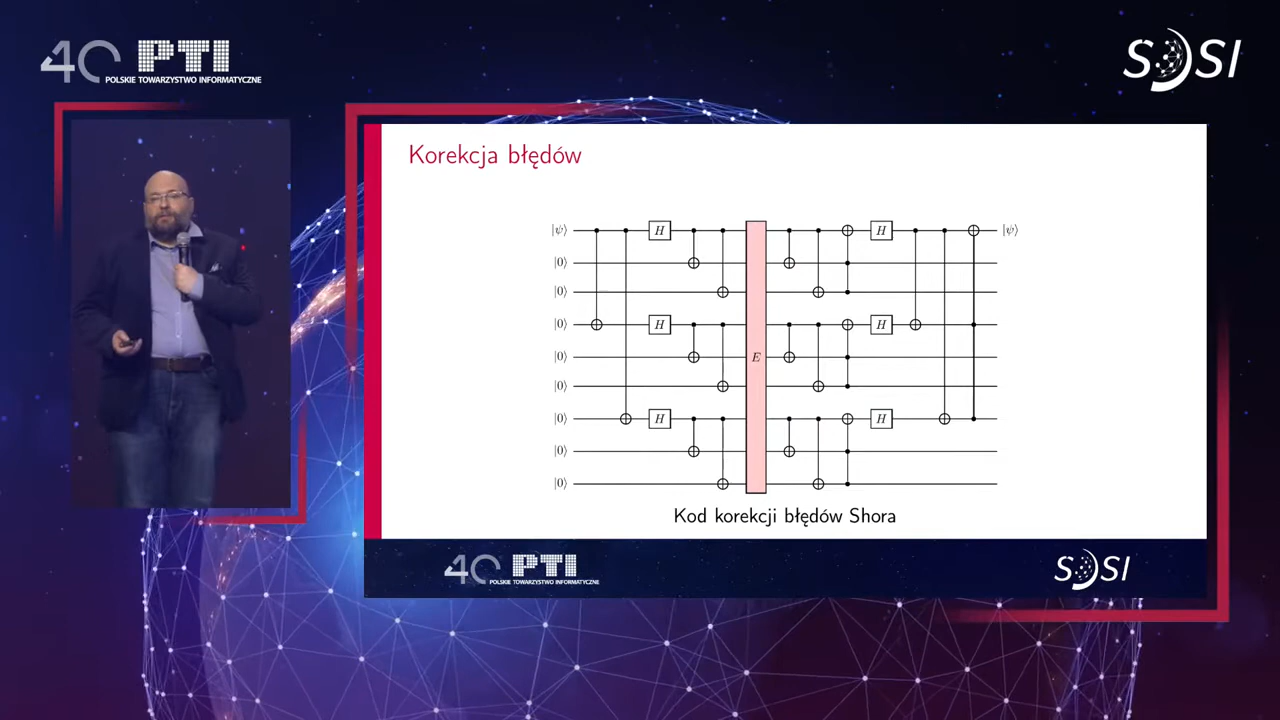 40 PTI
POLSKIE TOWARZYSTWO INFORMATYCZNE
SOSI
Korekcja błędów
|ψ⟩ H H |ψ⟩
|0⟩
|0⟩
|0⟩ H H
|0⟩ E
|0⟩
|0⟩ H H
|0⟩
|0⟩
Kod korekcji błędów Shora
40 PTI
POLSKIE TOWARZYSTWO INFORMATYCZNE
SOSI